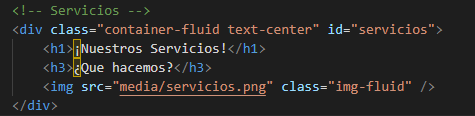 <!-- Servicios -->
<div class="container-fluid text-center" id="servicios">
    <h1>¡Nuestros Servicios!</h1>
    <h3>¿Que hacemos?</h3>
    <img src="media/servicios.png" class="img-fluid" />
</div>